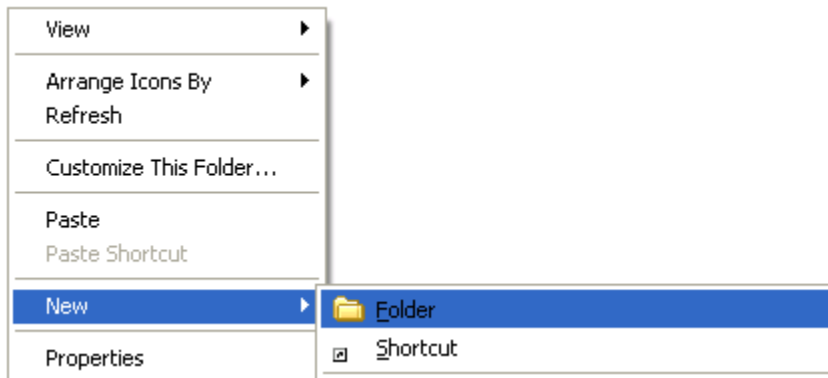 View
Arrange Icons By
Refresh
Customize This Folder...
Paste
Paste Shortcut
New
Folder
Shortcut
Properties